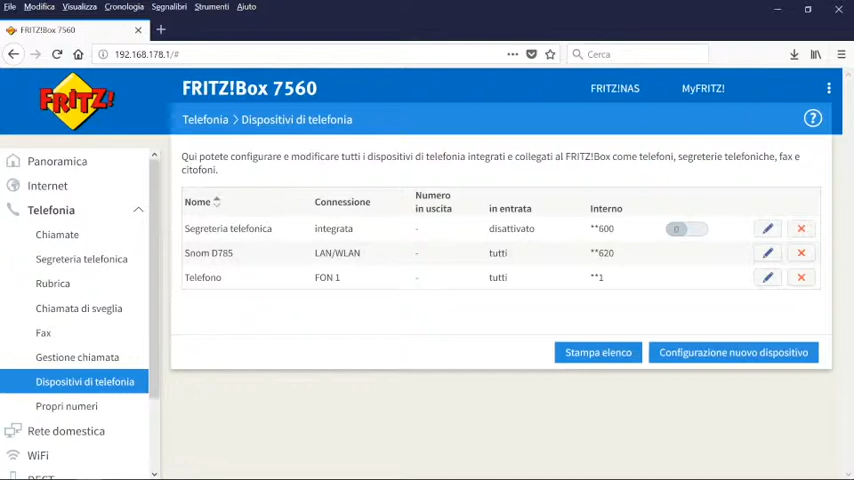 File Modifica Visualizza Cronologia Segnalibri Strumenti Aiuto
FRITZ!Box 7560
192.168.178.1/#
Cerca
FRITZ!
FRITZ!Box 7560
FRITZ!NAS
MyFRITZ!
Telefonia > Dispositivi di telefonia
Panoramica
Internet
Telefonia
Chiamate
Segreteria telefonica
Rubrica
Chiamata di sveglia
Fax
Gestione chiamata
Dispositivi di telefonia
Propri numeri
Rete domestica
WiFi
DECT
Qui potete configurare e modificare tutti i dispositivi di telefonia integrati e collegati al FRITZ!Box come telefoni, segreterie telefoniche, fax e
citofoni.
Nome Connessione Numero in uscita in entrata Interno
Segreteria telefonica integrata - disattivato **600 0
Snom D785 LAN/WLAN - tutti **620
Telefono FON 1 - tutti **1
Stampa elenco Configurazione nuovo dispositivo